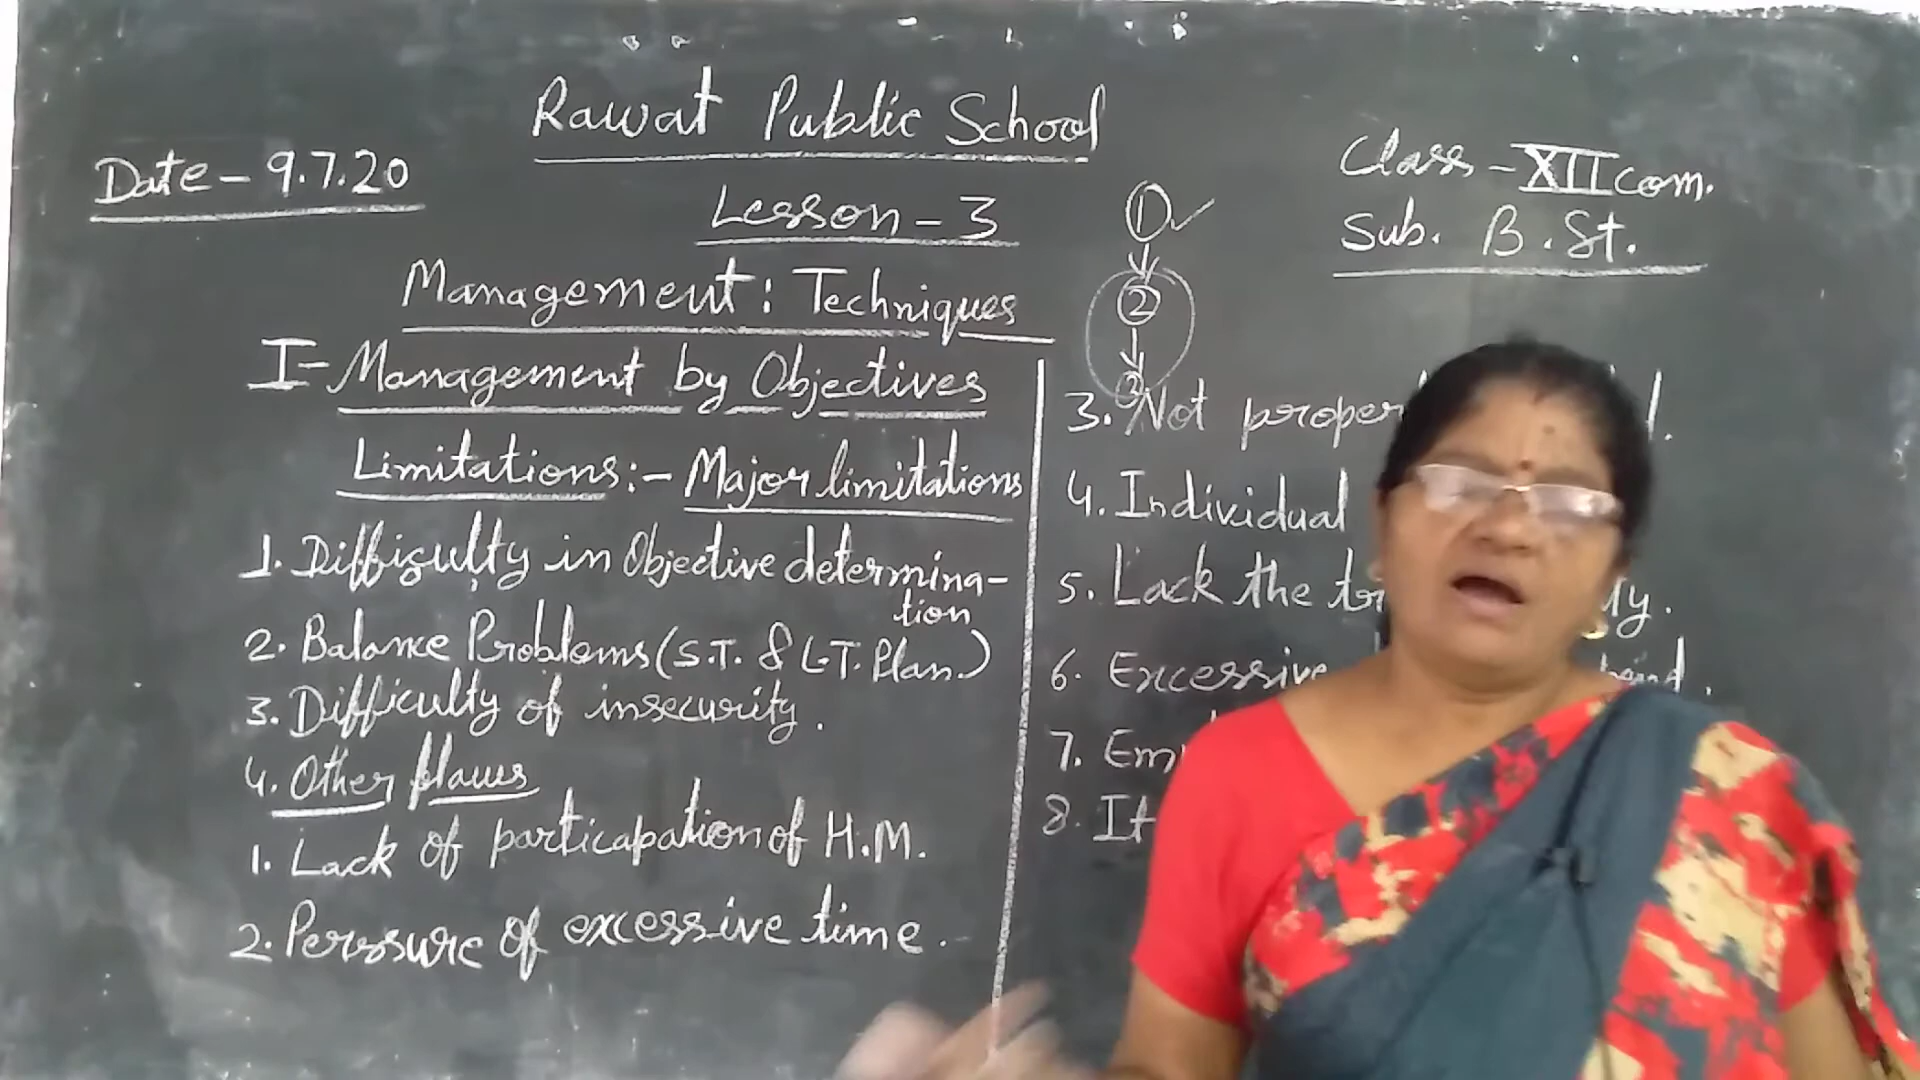 Rawat Public School
Date - 9.7.20
Class - XII com.
Sub. B.St.
Lesson - 3
Management: Techniques
I - Management by Objectives
Limitations:- Major limitations
1. Difficulty in Objective determina-
tion
2. Balance Problems (S.T. & L.T. Plan.)
3. Difficulty of insecurity.
4. Other flaws
1. Lack of particapation of H.M.
2. Perssure of excessive time.
1
2
3. Not proper
4. Individual
5. Lack the
6. Excessive
7.
8. It